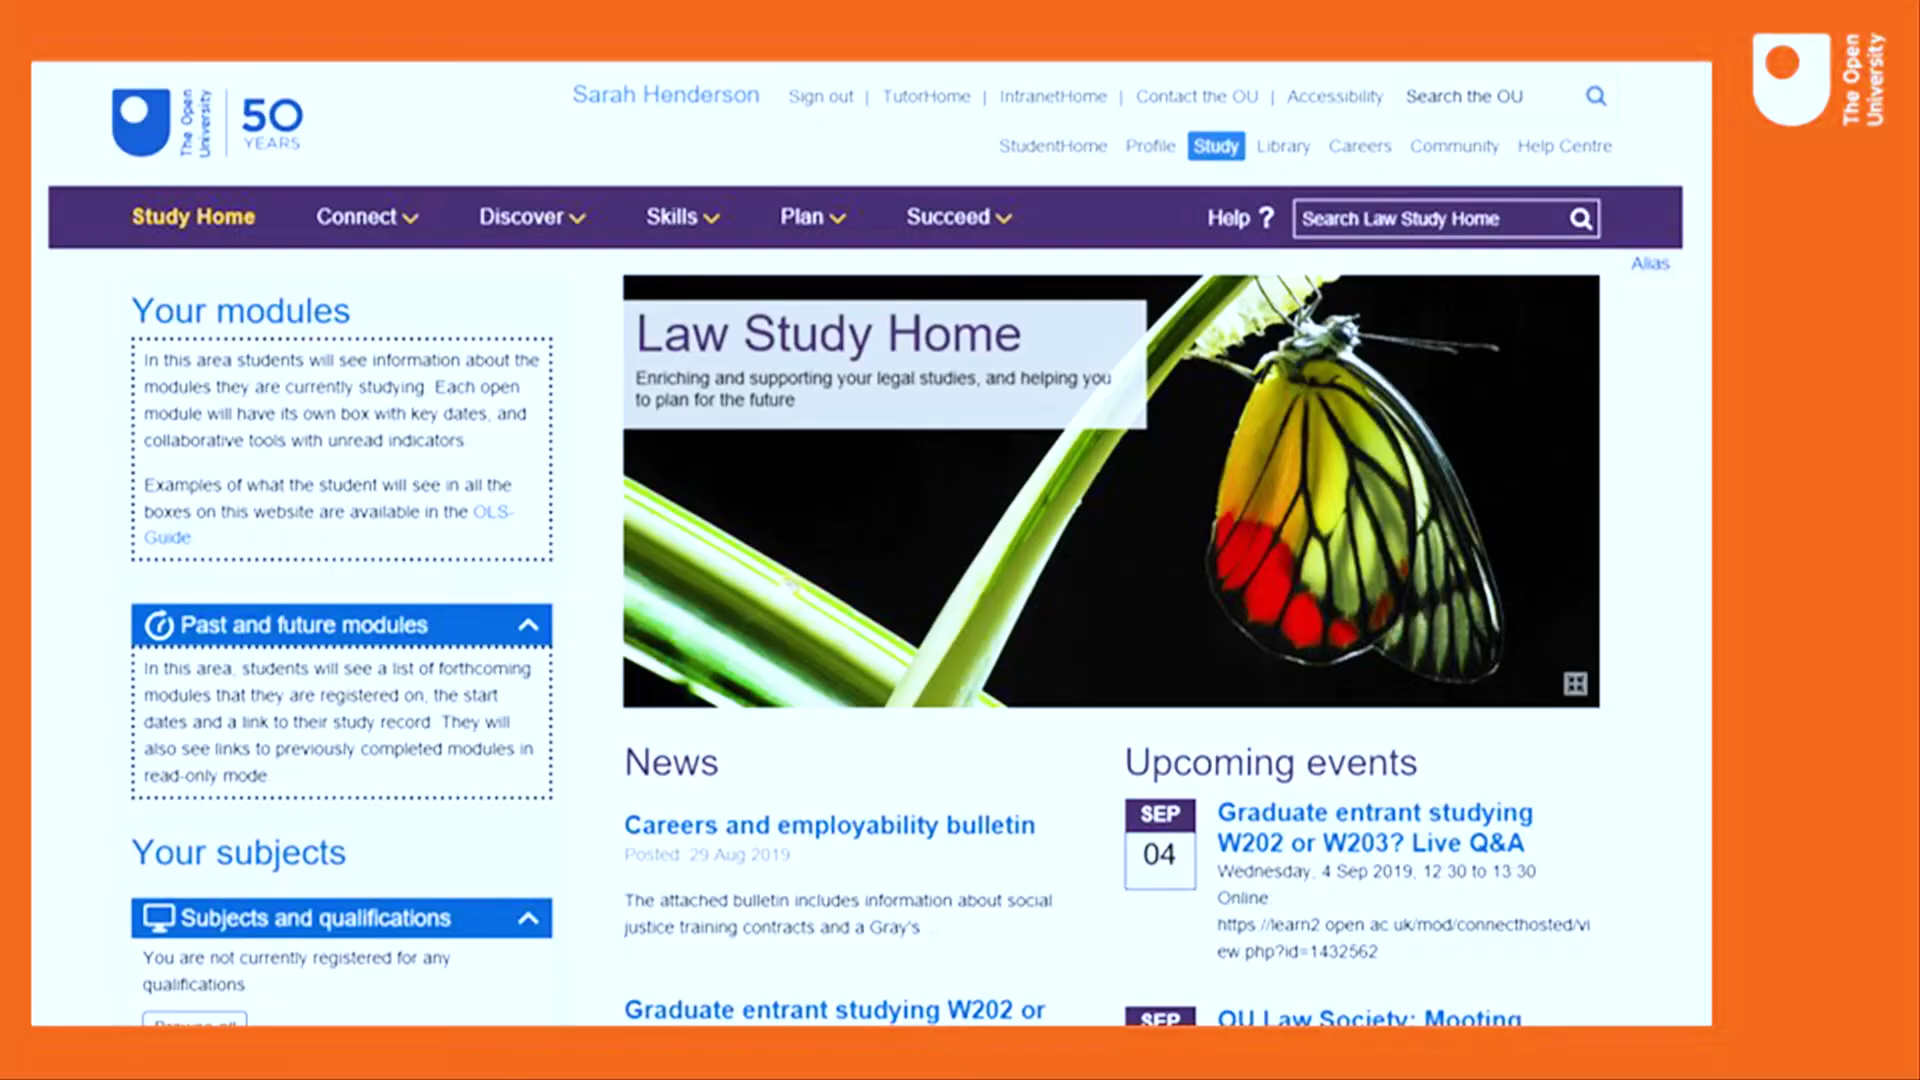 The Open University
50 YEARS
Sarah Henderson
Sign out | TutorHome | IntranetHome | Contact the OU | Accessibility
Search the OU
StudentHome Profile Study Library Careers Community Help Centre
The Open University
Study Home Connect Discover Skills Plan Succeed Help ? Search Law Study Home
Alias
Your modules
In this area students will see information about the
modules they are currently studying. Each open
module will have its own box with key dates, and
collaborative tools with unread indicators.
Examples of what the student will see in all the
boxes on this website are available in the OLS-
Guide
Past and future modules
In this area, students will see a list of forthcoming
modules that they are registered on, the start
dates and a link to their study record. They will
also see links to previously completed modules in
read-only mode.
Your subjects
Subjects and qualifications
You are not currently registered for any
qualifications
Law Study Home
Enriching and supporting your legal studies, and helping you
to plan for the future
News
Careers and employability bulletin
Posted: 29 Aug 2019
The attached bulletin includes information about social
justice training contracts and a Gray's ...
Graduate entrant studying W202 or
Upcoming events
SEP
04
Graduate entrant studying
W202 or W203? Live Q&A
Wednesday, 4 Sep 2019, 12:30 to 13:30
Online
https://learn2.open.ac.uk/mod/connecthosted/vi
ew.php?id=1432562
SEP
OU Law Society: Mooting